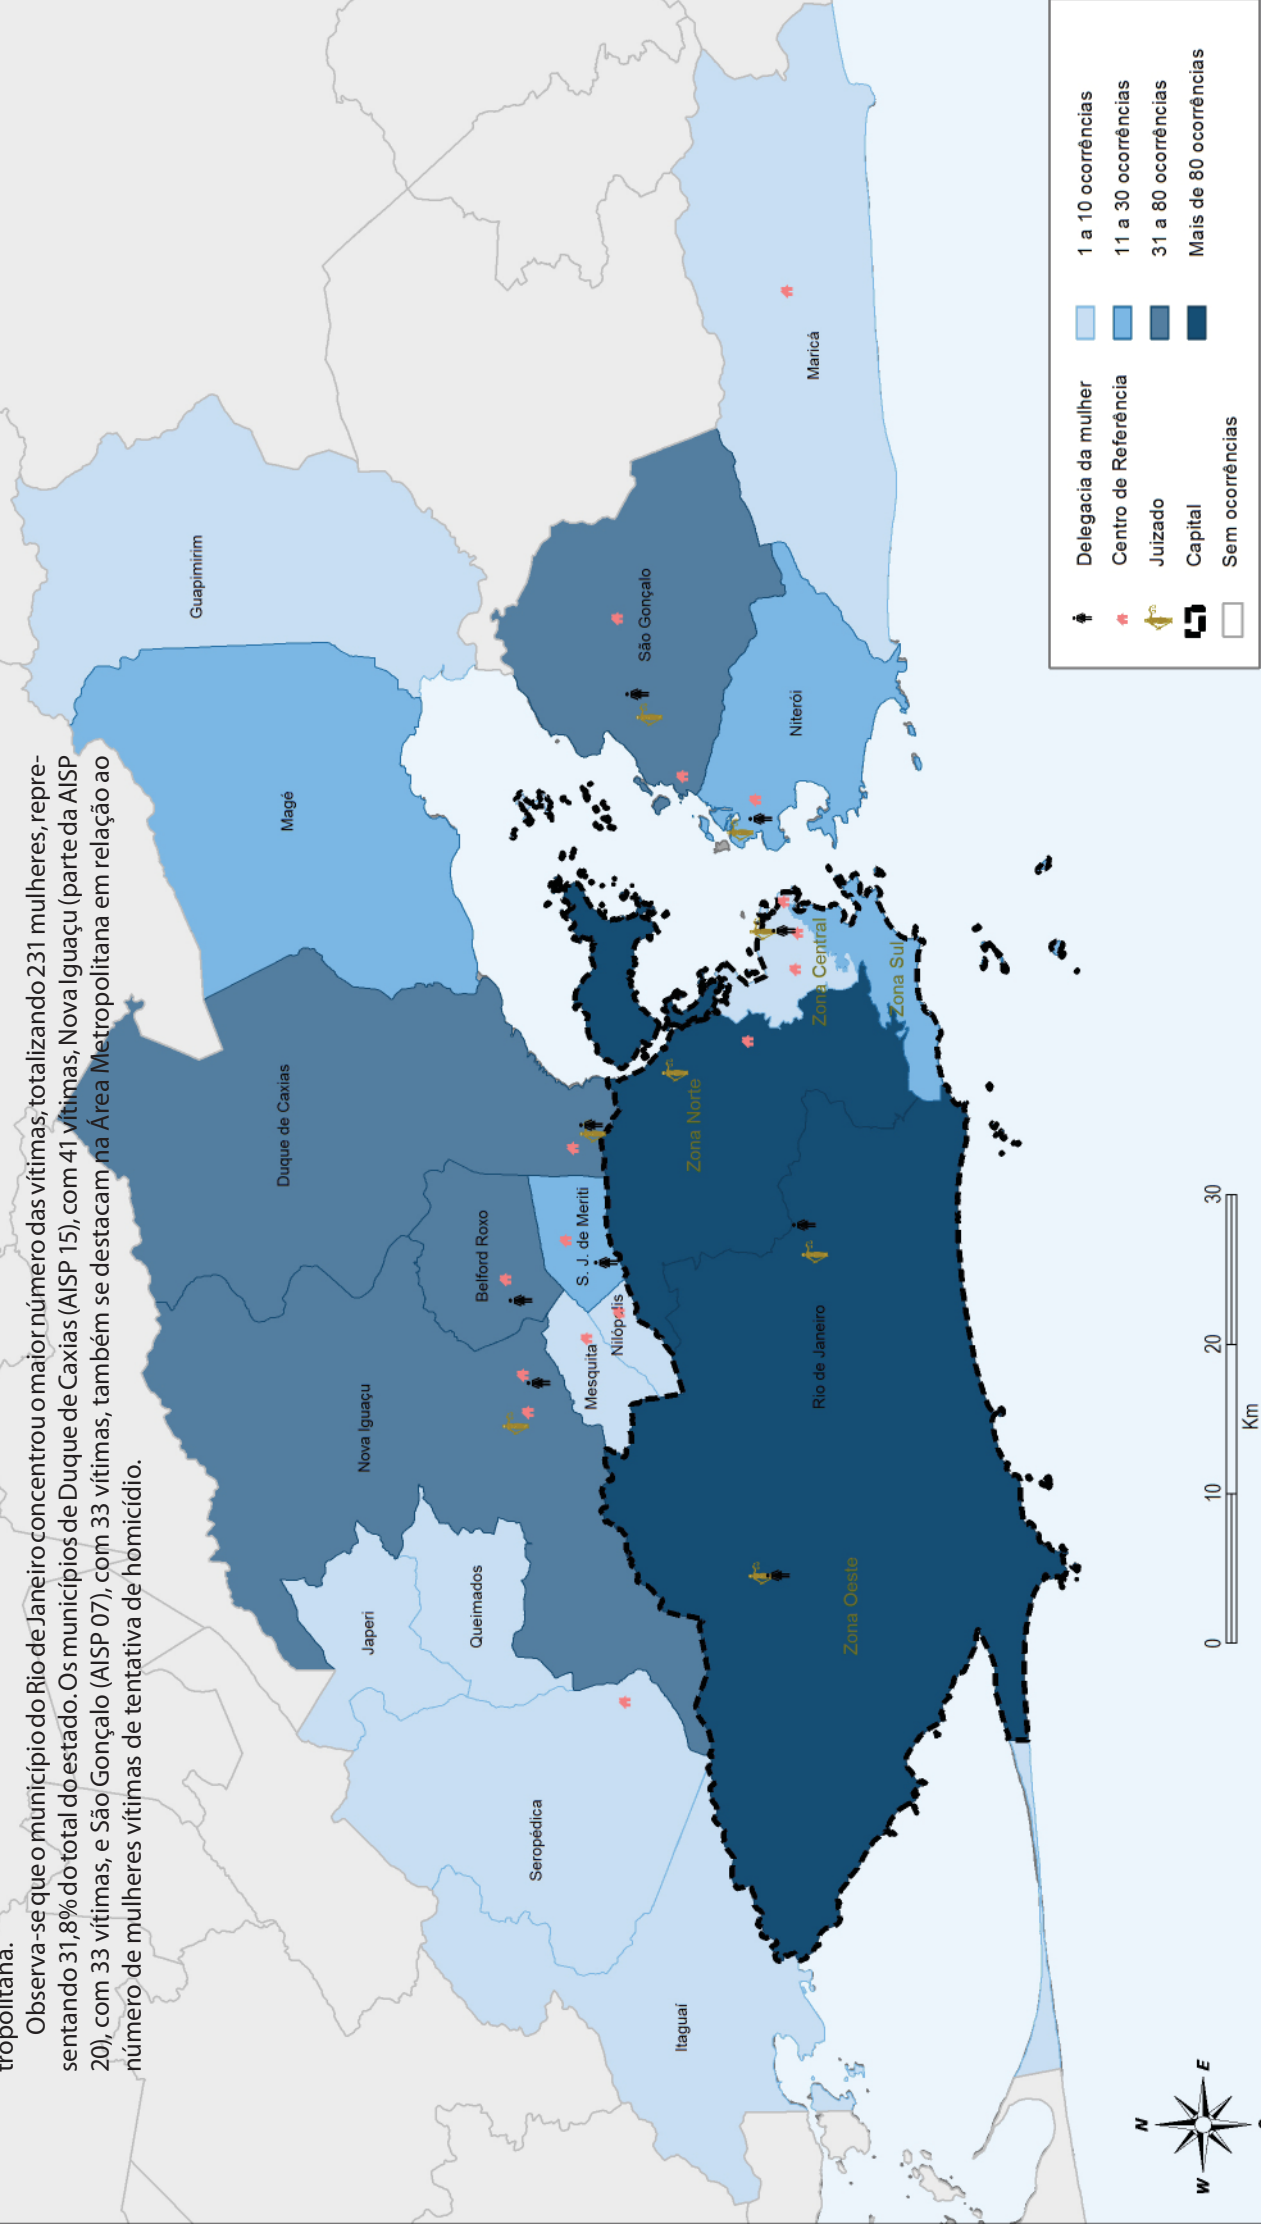 tropolitana.
Observa-se que o município do Rio de Janeiro concentrou o maior número das vítimas, totalizando 231 mulheres, repre-
sentando 31,8% do total do estado. Os municípios de Duque de Caxias (AISP 15), com 41 vítimas, Nova Iguaçu (parte da AISP
20), com 33 vítimas, e São Gonçalo (AISP 07), com 33 vítimas, também se destacam na Área Metropolitana em relação ao
número de mulheres vítimas de tentativa de homicídio.
Guapimirim
Magé
Duque de Caxias
Nova Iguaçu
Japeri
Queimados
Belford Roxo
Seropédica
S. J. de Meriti
Mesquita
Nilópolis
São Gonçalo
Itaguaí
Zona Norte
Niterói
Maricá
Zona Central
Rio de Janeiro
Zona Oeste
Zona Sul
Delegacia da mulher
Centro de Referência
Juizado
Capital
Sem ocorrências
1 a 10 ocorrências
11 a 30 ocorrências
31 a 80 ocorrências
Mais de 80 ocorrências
0 10 20 30
Km
N
W E